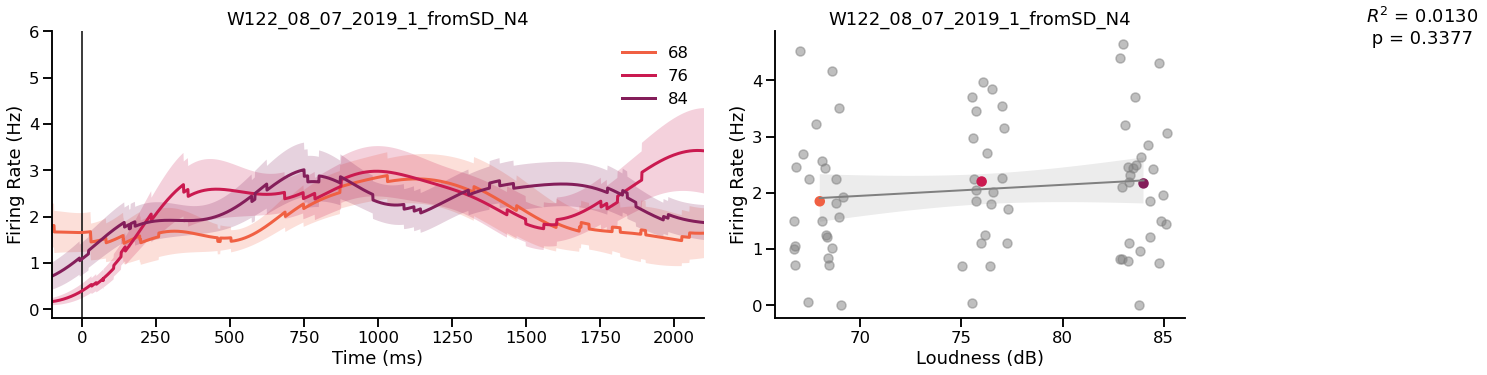 W122_08_07_2019_1_fromSD_N4
Firing Rate (Hz)
6
5
4
3
2
1
0
68
76
84
0 250 500 750 1000 1250 1500 1750 2000
Time (ms)
W122_08_07_2019_1_fromSD_N4
Firing Rate (Hz)
4
3
2
1
0
70 75 80 85
Loudness (dB)
R² = 0.0130
p = 0.3377